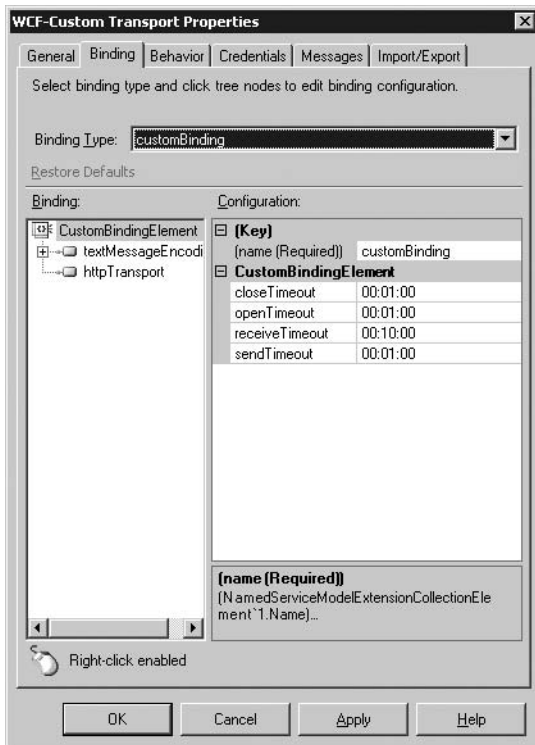 WCF-Custom Transport Properties
General Binding Behavior Credentials Messages Import/Export
Select binding type and click tree nodes to edit binding configuration.
Binding Type: customBinding
Restore Defaults
Binding:
CustomBindingElement
textMessageEncodi
httpTransport
Configuration:
(Key)
(name (Required)) customBinding
CustomBindingElement
closeTimeout 00:01:00
openTimeout 00:01:00
receiveTimeout 00:10:00
sendTimeout 00:01:00
(name (Required))
(NamedServiceModelExtensionCollectionEle
ment`1.Name)...
Right-click enabled
OK Cancel Apply Help